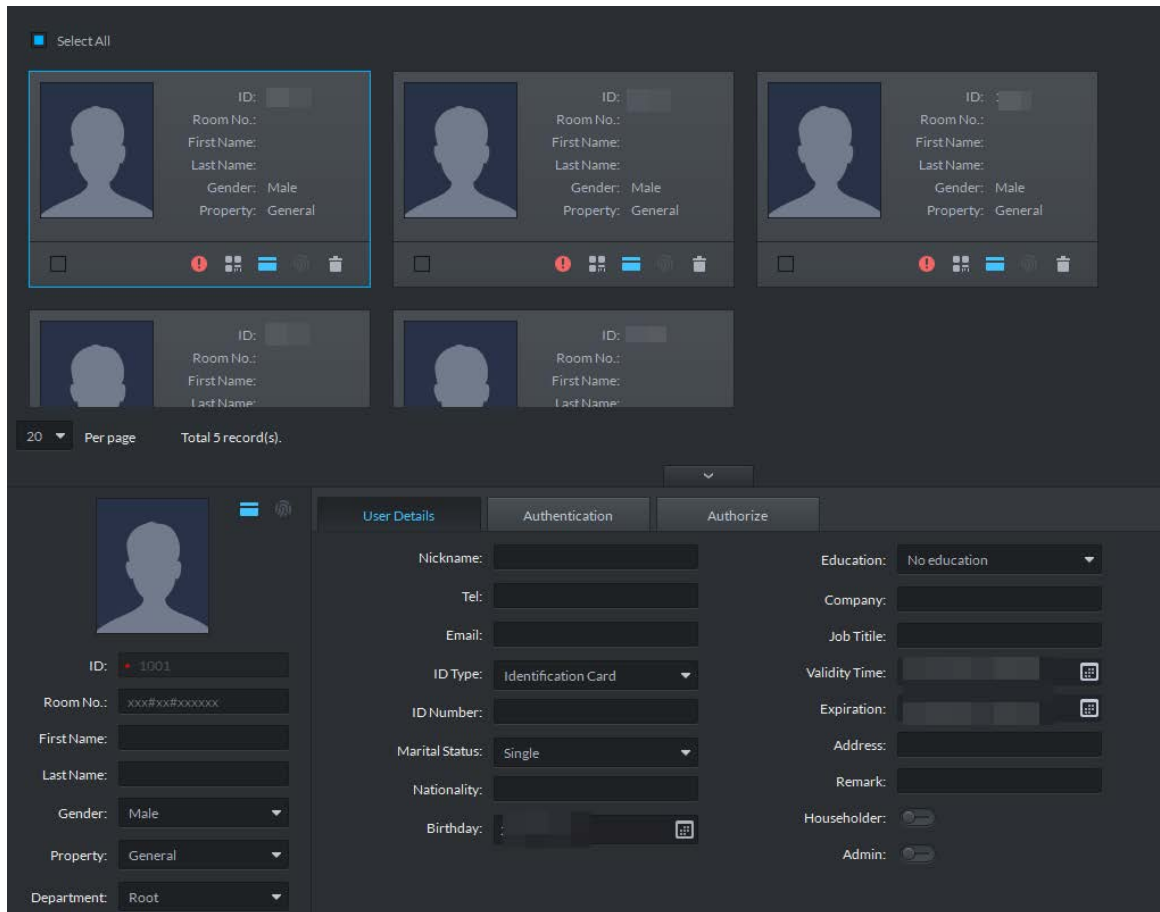 Select All
ID:
Room No.:
First Name:
Last Name:
Gender: Male
Property: General
ID:
Room No.:
First Name:
Last Name:
Gender: Male
Property: General
ID:
Room No.:
First Name:
Last Name:
Gender: Male
Property: General
ID:
Room No.:
First Name:
Last Name:
ID:
Room No.:
First Name:
Last Name:
20 Per page Total 5 record(s).
ID: * 1001
Room No.: xxx#xx#xxxxxx
First Name:
Last Name:
Gender: Male
Property: General
Department: Root
User Details Authentication Authorize
Nickname:
Tel:
Email:
ID Type: Identification Card
ID Number:
Marital Status: Single
Nationality:
Birthday:
Education: No education
Company:
Job Titile:
Validity Time:
Expiration:
Address:
Remark:
Householder:
Admin: